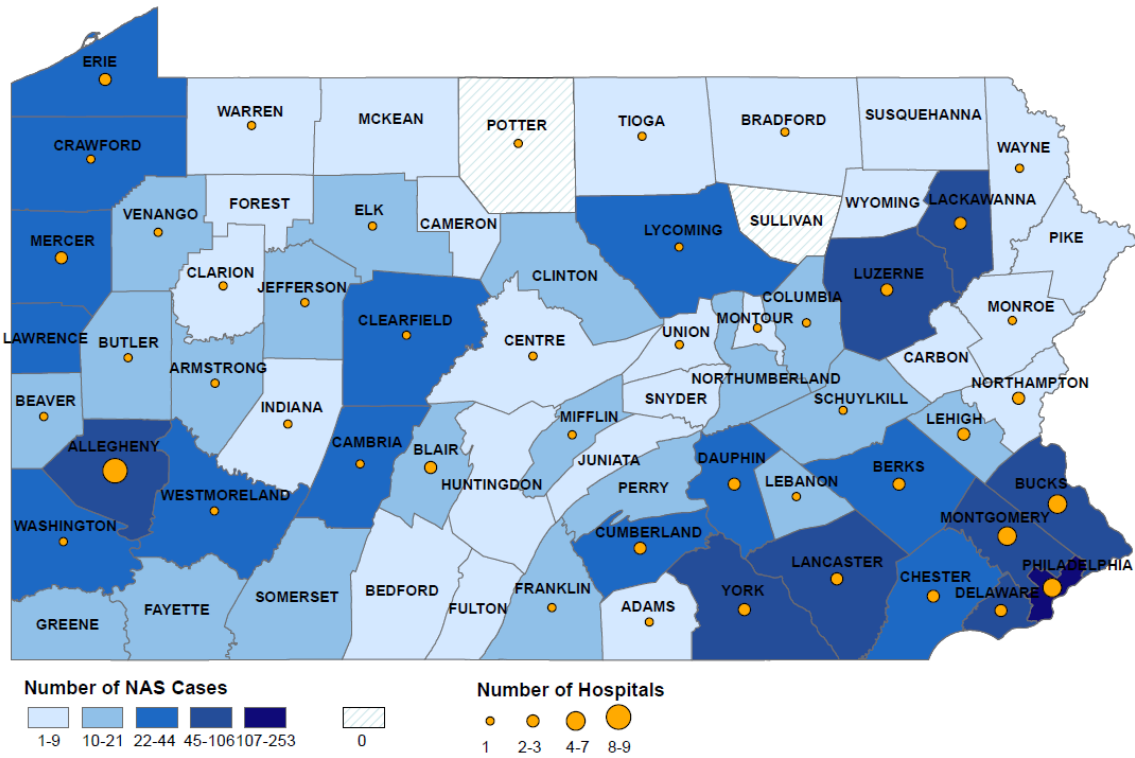 ERIE
WARREN
MCKEAN
POTTER
TIOGA
BRADFORD
SUSQUEHANNA
WAYNE
CRAWFORD
VENANGO
FOREST
ELK
CAMERON
LYCOMING
SULLIVAN
WYOMING
LACKAWANNA
PIKE
MERCER
CLARION
JEFFERSON
CLINTON
LUZERNE
COLUMBIA
MONTOUR
MONROE
LAWRENCE
BUTLER
CLEARFIELD
CENTRE
UNION
CARBON
ARMSTRONG
NORTHUMBERLAND
NORTHAMPTON
BEAVER
INDIANA
SNYDER
SCHUYLKILL
MIFFLIN
LEHIGH
ALLEGHENY
CAMBRIA
BLAIR
JUNIATA
DAUPHIN
BERKS
HUNTINGDON
PERRY
LEBANON
BUCKS
WESTMORELAND
WASHINGTON
CUMBERLAND
MONTGOMERY
LANCASTER
PHILADELPHIA
SOMERSET
BEDFORD
FRANKLIN
YORK
CHESTER
DELAWARE
FAYETTE
FULTON
ADAMS
GREENE
Number of NAS Cases
1-9 10-21 22-44 45-106 107-253 0
Number of Hospitals
1 2-3 4-7 8-9